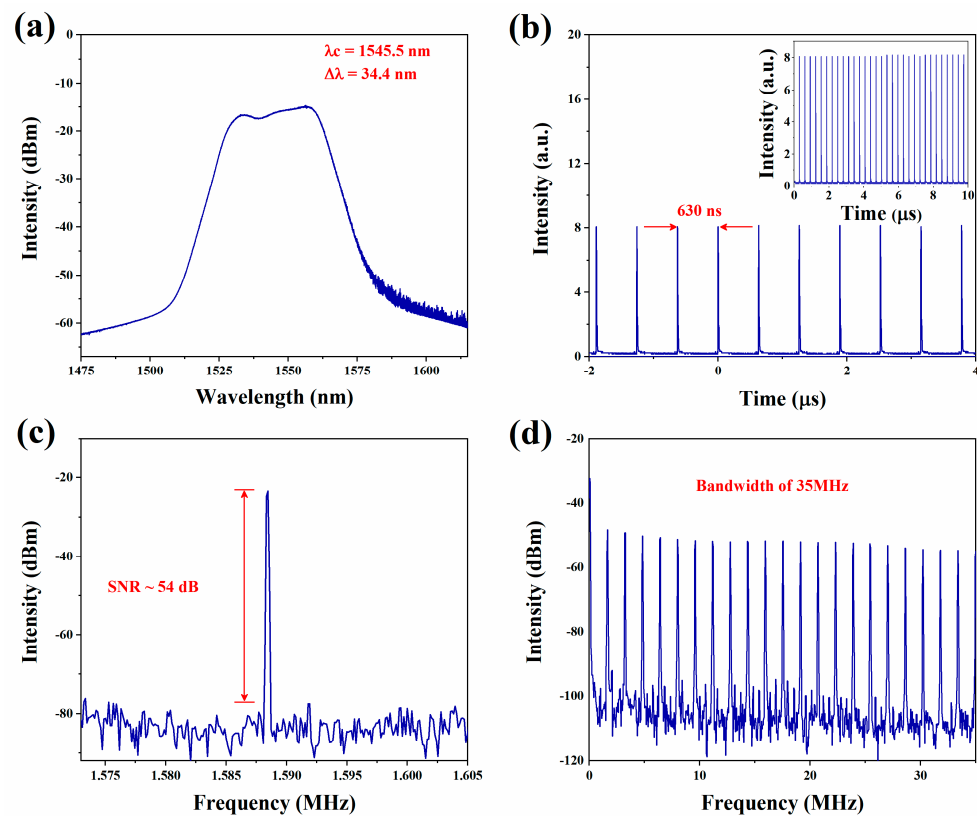 (a)
λc = 1545.5 nm
Δλ = 34.4 nm
0
-10
-20
-30
-40
-50
-60
Intensity (dBm)
1475 1500 1525 1550 1575 1600
Wavelength (nm)
(b)
20
16
12
8
4
0
Intensity (a.u.)
630 ns
-2 0 2 4
Time (μs)
8
6
4
2
0
Intensity (a.u.)
0 2 4 6 8 10
Time (μs)
(c)
-20
-40
-60
-80
Intensity (dBm)
SNR ~ 54 dB
1.575 1.580 1.585 1.590 1.595 1.600 1.605
Frequency (MHz)
(d)
-20
-40
-60
-80
-100
-120
Intensity (dBm)
Bandwidth of 35MHz
0 10 20 30
Frequency (MHz)